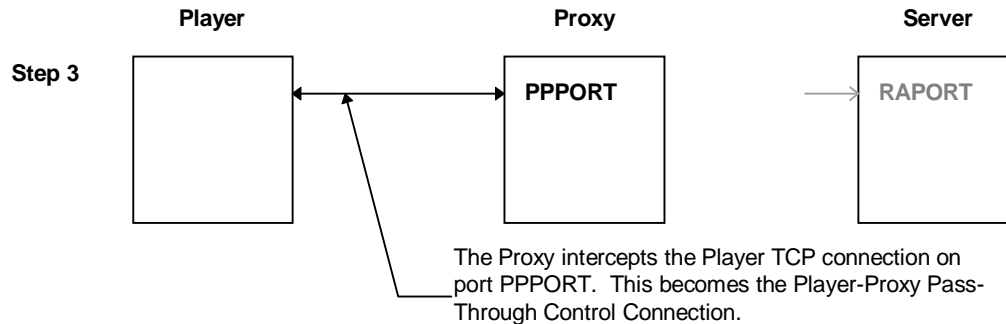 Player Proxy Server
Step 3
PPPORT RAPORT
The Proxy intercepts the Player TCP connection on
port PPPORT. This becomes the Player-Proxy Pass-
Through Control Connection.